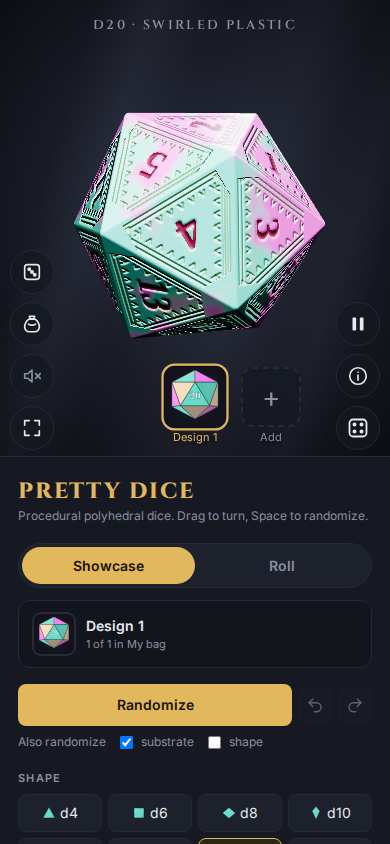 D20 · SWIRLED PLASTIC
5
4
3
13
Design 1
Add
PRETTY DICE
Procedural polyhedral dice. Drag to turn, Space to randomize.
Showcase
Roll
Design 1
1 of 1 in My bag
Randomize
Also randomize
substrate
shape
SHAPE
d4
d6
d8
d10